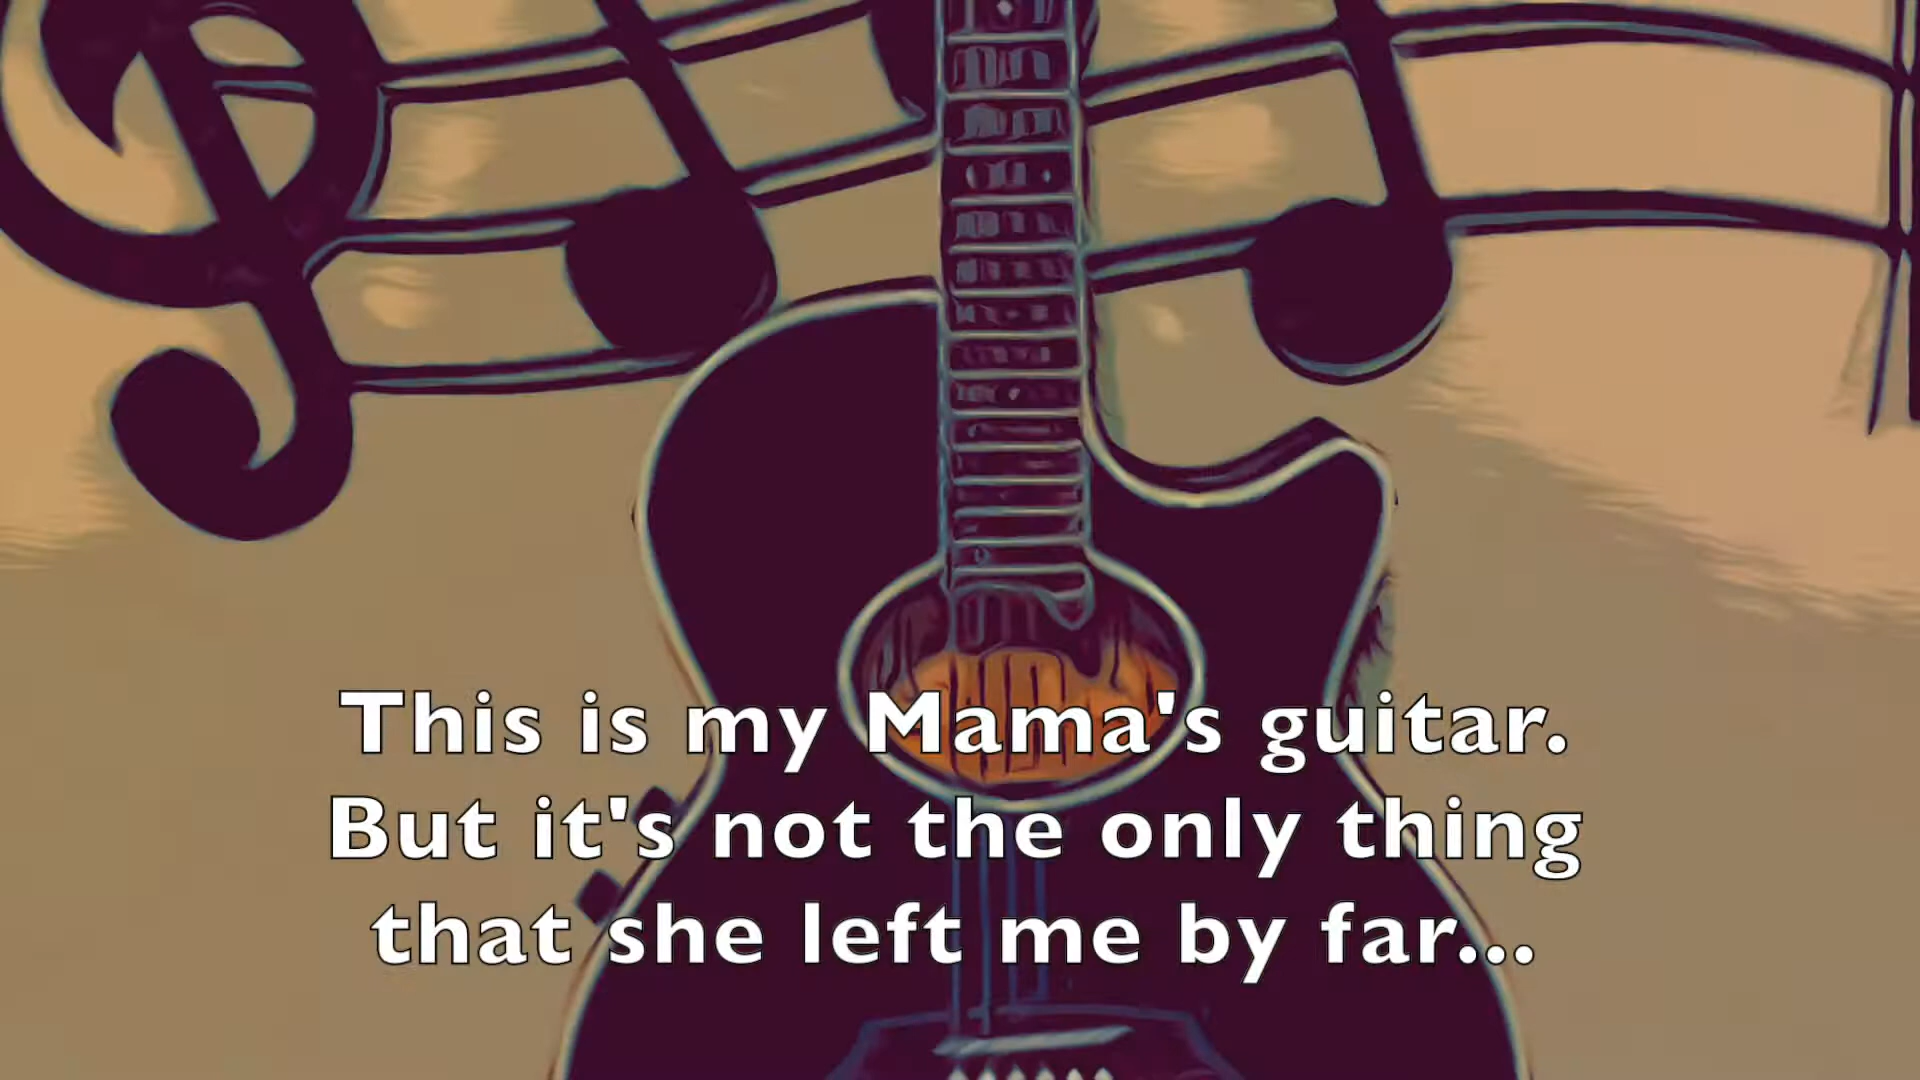 This is my Mama's guitar.
But it's not the only thing
that she left me by far...